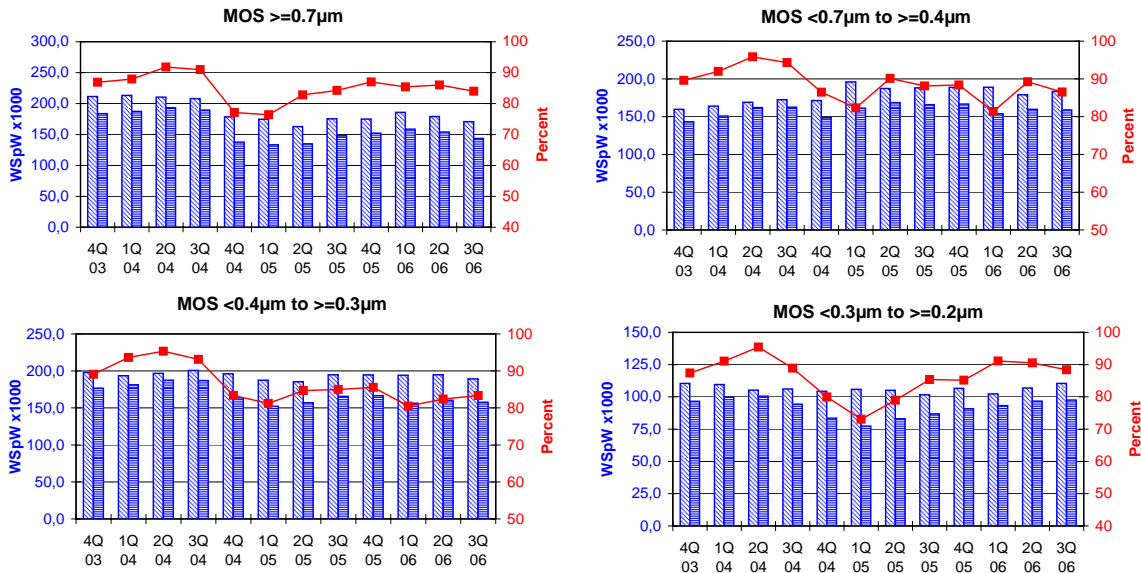 MOS >=0.7µm
300,0
250,0
200,0
150,0
100,0
50,0
0,0
WSpW x1000
100
90
80
70
60
50
40
Percent
4Q 1Q 2Q 3Q 4Q 1Q 2Q 3Q 4Q 1Q 2Q 3Q
03 04 04 04 04 05 05 05 05 06 06 06
MOS <0.7µm to >=0.4µm
250,0
200,0
150,0
100,0
50,0
0,0
WSpW x1000
100
90
80
70
60
50
Percent
4Q 1Q 2Q 3Q 4Q 1Q 2Q 3Q 4Q 1Q 2Q 3Q
03 04 04 04 04 05 05 05 05 06 06 06
MOS <0.4µm to >=0.3µm
250,0
200,0
150,0
100,0
50,0
0,0
WSpW x1000
100
90
80
70
60
50
Percent
4Q 1Q 2Q 3Q 4Q 1Q 2Q 3Q 4Q 1Q 2Q 3Q
03 04 04 04 04 05 05 05 05 06 06 06
MOS <0.3µm to >=0.2µm
150,0
125,0
100,0
75,0
50,0
25,0
0,0
WSpW x1000
100
90
80
70
60
50
40
Percent
4Q 1Q 2Q 3Q 4Q 1Q 2Q 3Q 4Q 1Q 2Q 3Q
03 04 04 04 04 05 05 05 05 06 06 06